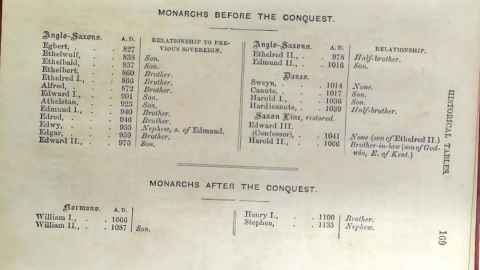 MONARCHS BEFORE THE CONQUEST.
Anglo-Saxons. A. D. RELATIONSHIP TO PREVIOUS SOVEREIGN.
Egbert, . . 827
Ethelwulf, . . 838 Son.
Ethelbald, . . 857 Son.
Ethelbert, . . 860 Brother.
Ethelred I., . . 866 Brother.
Alfred, . . 872 Brother.
Edward I., . . 901 Son.
Athelstan, . . 925 Son.
Edmund I., . . 940 Brother.
Edred, . . 946 Brother.
Edwy, . . 955 Nephew, s. of Edmund.
Edgar, . . 959 Brother.
Edward II., . . 975 Son.
Anglo-Saxons. A. D.
Ethelred II., . . 978 Half-brother.
Edmund II., . . 1016 Son.
Danes.
Sweyn, . . 1014 None.
Canute, . . 1017 Son.
Harold I., . . 1036 Son.
Hardicanute, . . 1039 Half-brother.
Saxon Line, restored.
Edward III.
(Confessor), . . 1041 None (son of Ethelred II.)
Harold II., . . 1066 Brother-in-law (son of Godwin, E. of Kent.)
MONARCHS AFTER THE CONQUEST.
Normans. A. D.
William I., . . 1066
William II., . . 1087 Son.
Henry I., . . 1100 Brother.
Stephen, . . 1135 Nephew.
HISTORICAL TABLES
169